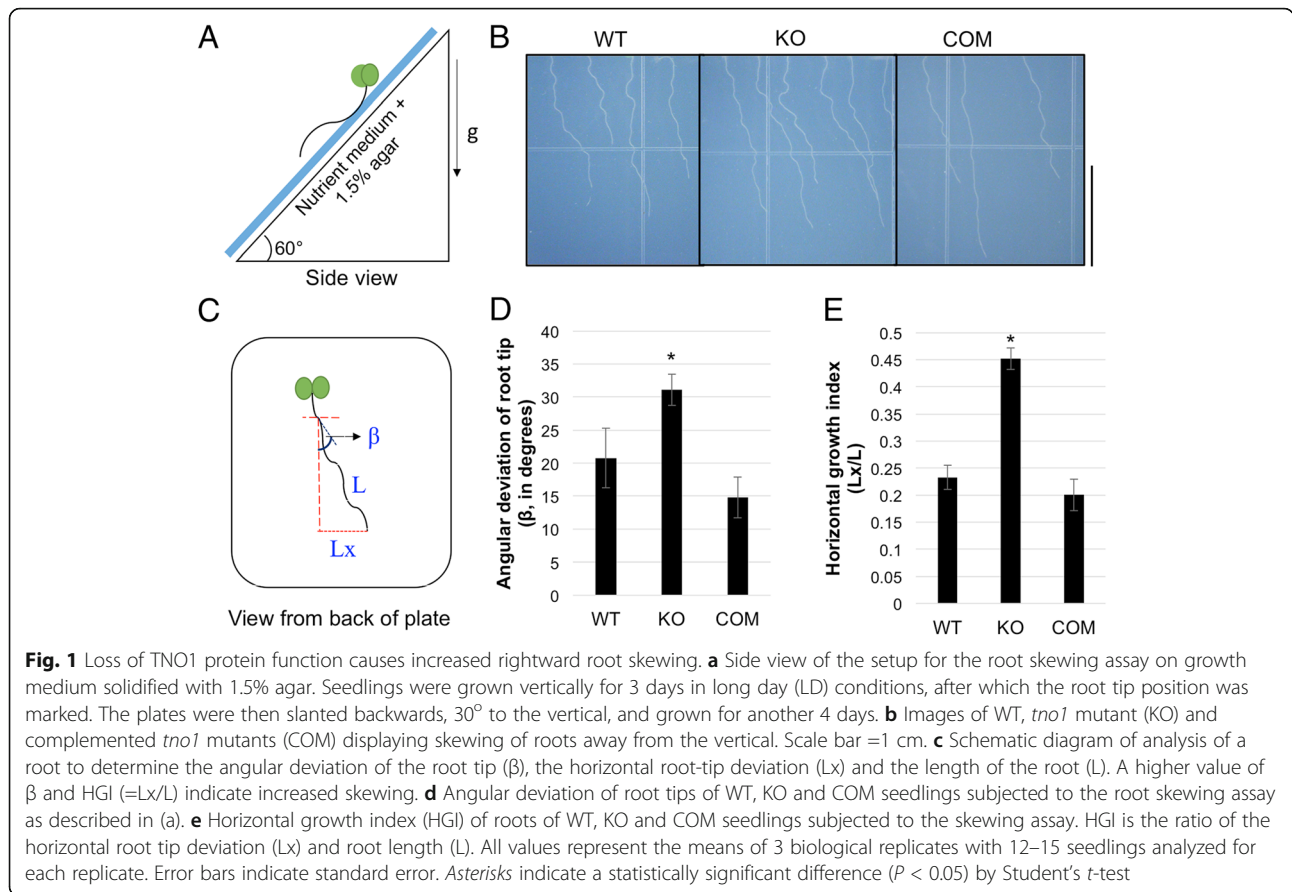 A
g
Nutrient medium +
1.5% agar
60°
Side view
B
WT KO COM
C
β
L
Lx
View from back of plate
D
Angular deviation of root tip
(β, in degrees)
40
35
30
25
20
15
10
5
0
*
WT KO COM
E
Horizontal growth index
(Lx/L)
0.5
0.45
0.4
0.35
0.3
0.25
0.2
0.15
0.1
0.05
0
*
WT KO COM
Fig. 1 Loss of TNO1 protein function causes increased rightward root skewing. a Side view of the setup for the root skewing assay on growth
medium solidified with 1.5% agar. Seedlings were grown vertically for 3 days in long day (LD) conditions, after which the root tip position was
marked. The plates were then slanted backwards, 30° to the vertical, and grown for another 4 days. b Images of WT, tno1 mutant (KO) and
complemented tno1 mutants (COM) displaying skewing of roots away from the vertical. Scale bar =1 cm. c Schematic diagram of analysis of a
root to determine the angular deviation of the root tip (β), the horizontal root-tip deviation (Lx) and the length of the root (L). A higher value of
β and HGI (=Lx/L) indicate increased skewing. d Angular deviation of root tips of WT, KO and COM seedlings subjected to the root skewing assay
as described in (a). e Horizontal growth index (HGI) of roots of WT, KO and COM seedlings subjected to the skewing assay. HGI is the ratio of the
horizontal root tip deviation (Lx) and root length (L). All values represent the means of 3 biological replicates with 12–15 seedlings analyzed for
each replicate. Error bars indicate standard error. Asterisks indicate a statistically significant difference (P < 0.05) by Student's t-test